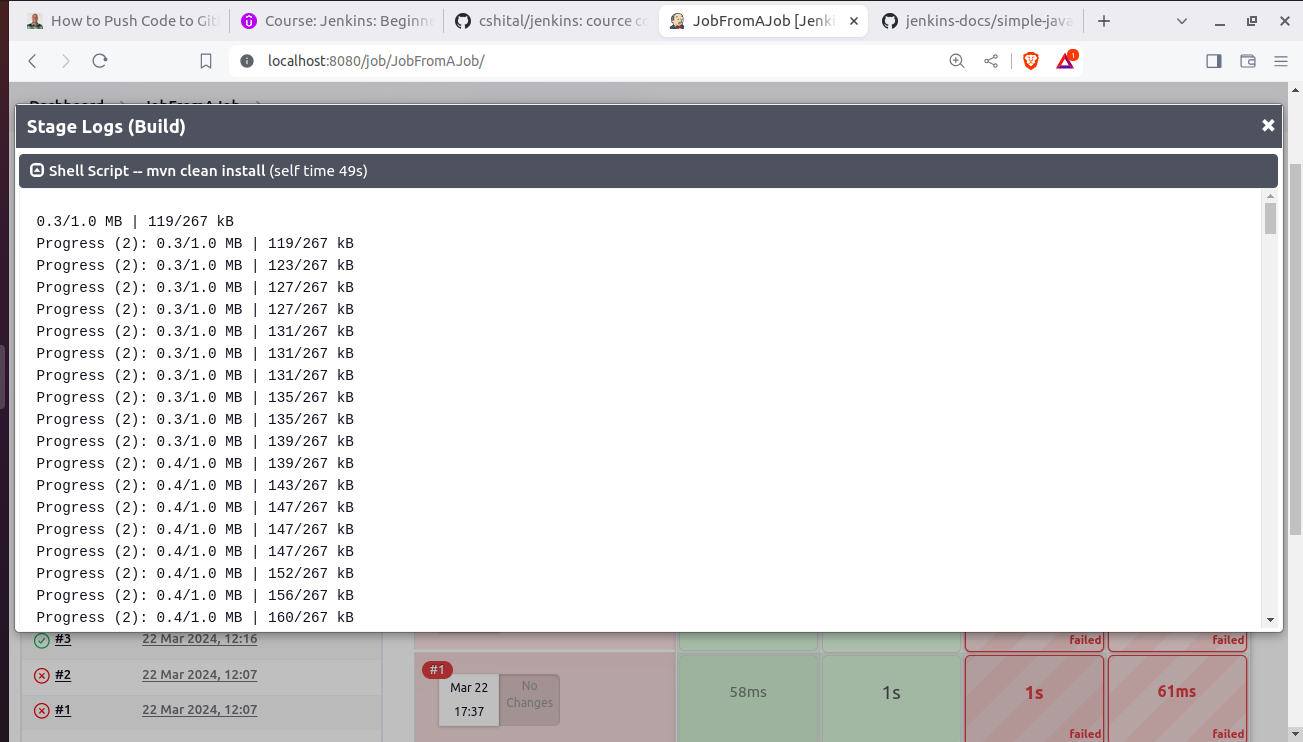 How to Push Code to Git
Course: Jenkins: Beginne
cshital/jenkins: cource co
JobFromAJob [Jenki
jenkins-docs/simple-java
localhost:8080/job/JobFromAJob/
1
Dashboard
JobFromAJob
Stage Logs (Build)
Shell Script -- mvn clean install (self time 49s)
0.3/1.0 MB | 119/267 kB
Progress (2): 0.3/1.0 MB | 119/267 kB
Progress (2): 0.3/1.0 MB | 123/267 kB
Progress (2): 0.3/1.0 MB | 127/267 kB
Progress (2): 0.3/1.0 MB | 127/267 kB
Progress (2): 0.3/1.0 MB | 131/267 kB
Progress (2): 0.3/1.0 MB | 131/267 kB
Progress (2): 0.3/1.0 MB | 131/267 kB
Progress (2): 0.3/1.0 MB | 135/267 kB
Progress (2): 0.3/1.0 MB | 135/267 kB
Progress (2): 0.3/1.0 MB | 139/267 kB
Progress (2): 0.4/1.0 MB | 139/267 kB
Progress (2): 0.4/1.0 MB | 143/267 kB
Progress (2): 0.4/1.0 MB | 147/267 kB
Progress (2): 0.4/1.0 MB | 147/267 kB
Progress (2): 0.4/1.0 MB | 147/267 kB
Progress (2): 0.4/1.0 MB | 152/267 kB
Progress (2): 0.4/1.0 MB | 156/267 kB
Progress (2): 0.4/1.0 MB | 160/267 kB
#3 22 Mar 2024, 12:16
failed failed
#2 22 Mar 2024, 12:07
#1 22 Mar 2024, 12:07
#1
Mar 22
17:37
No
Changes
58ms
1s
1s
failed
61ms
failed